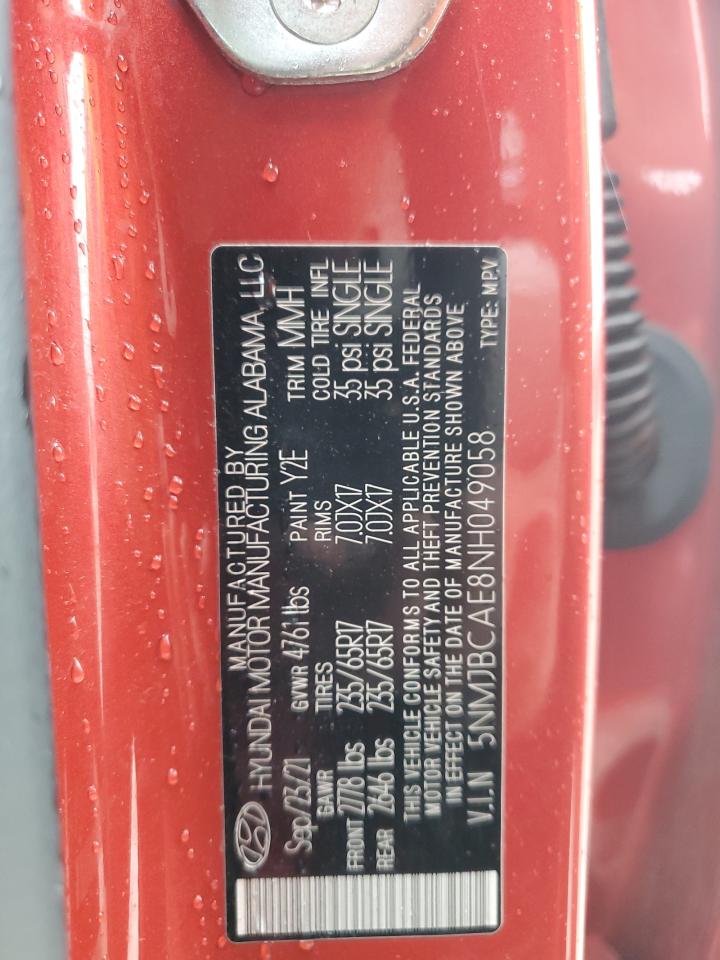 MANUFACTURED BY
HYUNDAI MOTOR MANUFACTURING ALABAMA, LLC
Sep/23/21 GVWR 4761 lbs PAINT Y2E TRIM MMH
GAWR TIRES RIMS COLD TIRE INFL
FRONT 2778 lbs 235/65R17 7.0JX17 35 psi SINGLE
REAR 2646 lbs 235/65R17 7.0JX17 35 psi SINGLE
THIS VEHICLE CONFORMS TO ALL APPLICABLE U.S.A. FEDERAL
MOTOR VEHICLE SAFETY AND THEFT PREVENTION STANDARDS
IN EFFECT ON THE DATE OF MANUFACTURE SHOWN ABOVE
V.I.N 5NMJBCAE8NH049058 TYPE: MPV